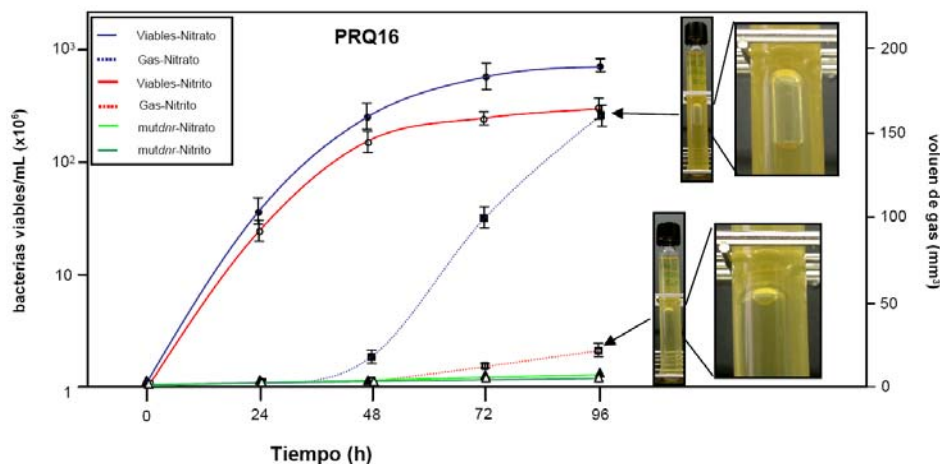 PRQ16
Viables-Nitrato
Gas-Nitrato
Viables-Nitrito
Gas-Nitrito
mutdnr-Nitrato
mutdnr-Nitrito
bacterias viables/mL (x10⁶)
10³
10²
10
1
voluen de gas (mm³)
200
150
100
50
0
0
24
48
72
96
Tiempo (h)